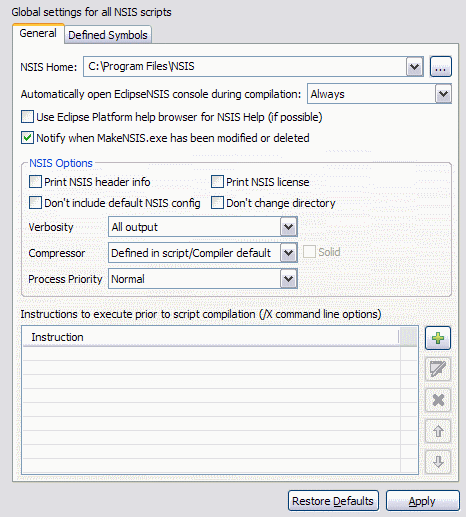 Global settings for all NSIS scripts
General Defined Symbols
NSIS Home: C:\Program Files\NSIS ...
Automatically open EclipseNSIS console during compilation: Always
Use Eclipse Platform help browser for NSIS Help (if possible)
Notify when MakeNSIS.exe has been modified or deleted
NSIS Options
Print NSIS header info Print NSIS license
Don't include default NSIS config Don't change directory
Verbosity All output
Compressor Defined in script/Compiler default Solid
Process Priority Normal
Instructions to execute prior to script compilation (/X command line options)
Instruction
Restore Defaults Apply